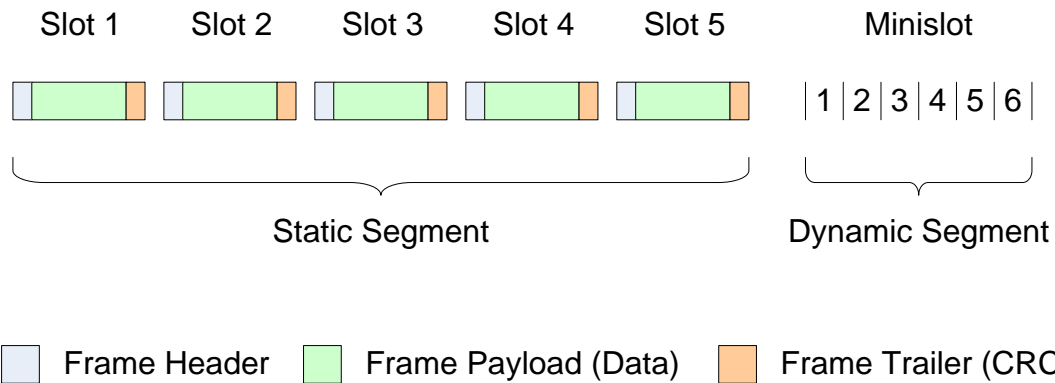 Slot 1 Slot 2 Slot 3 Slot 4 Slot 5 Minislot
1 2 3 4 5 6
Static Segment Dynamic Segment
Frame Header Frame Payload (Data) Frame Trailer (CRC